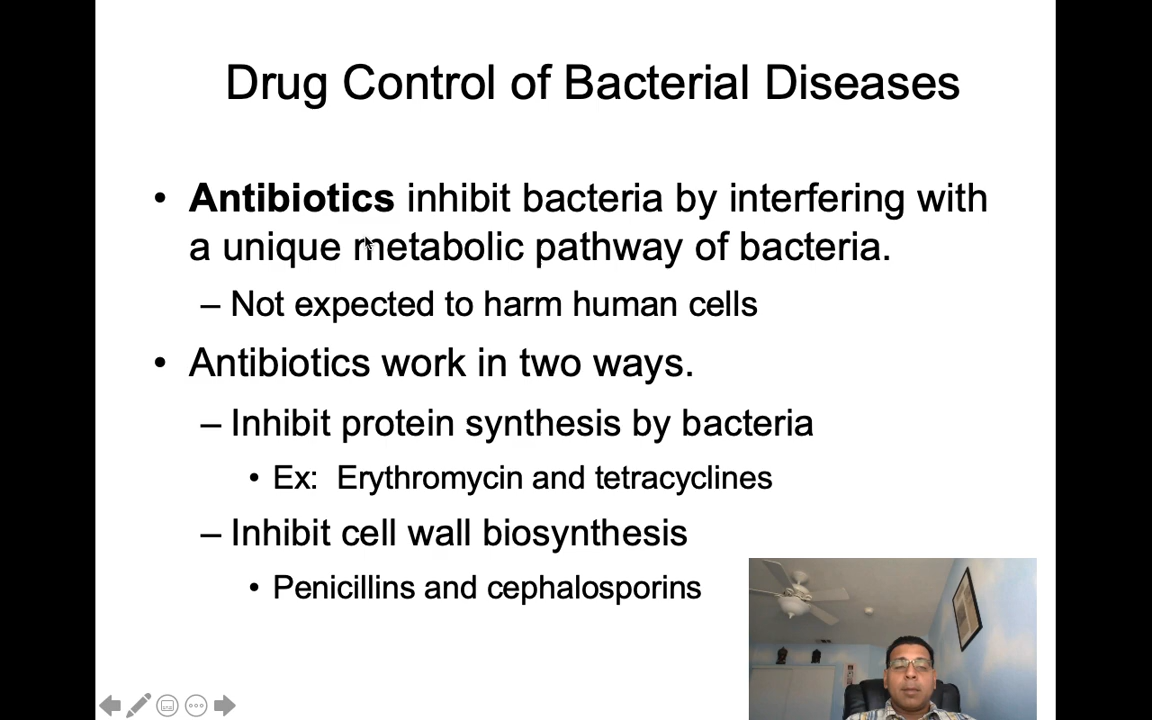 Drug Control of Bacterial Diseases
• Antibiotics inhibit bacteria by interfering with
a unique metabolic pathway of bacteria.
– Not expected to harm human cells
• Antibiotics work in two ways.
– Inhibit protein synthesis by bacteria
• Ex: Erythromycin and tetracyclines
– Inhibit cell wall biosynthesis
• Penicillins and cephalosporins